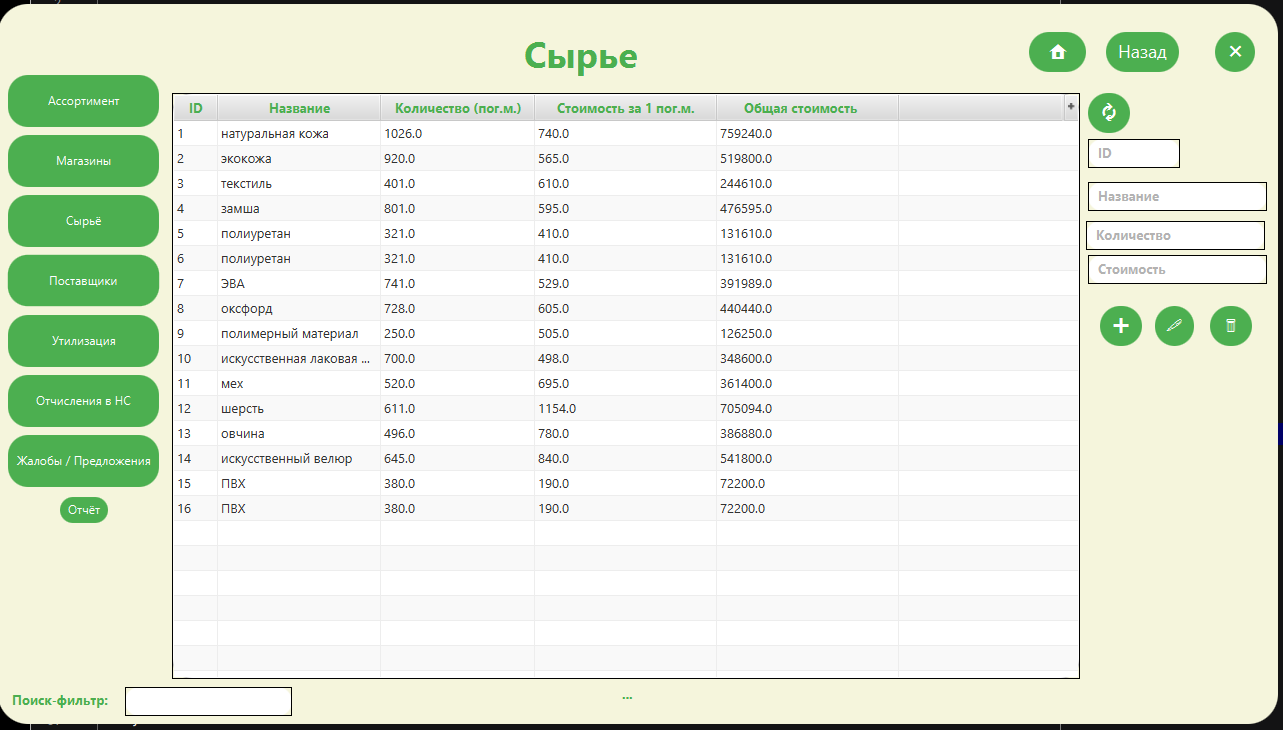 Сырье
Назад
Ассортимент
Магазины
Сырьё
Поставщики
Утилизация
Отчисления в НС
Жалобы / Предложения
Отчёт
ID Название Количество (пог.м.) Стоимость за 1 пог.м. Общая стоимость +
1 натуральная кожа 1026.0 740.0 759240.0
2 экокожа 920.0 565.0 519800.0
3 текстиль 401.0 610.0 244610.0
4 замша 801.0 595.0 476595.0
5 полиуретан 321.0 410.0 131610.0
6 полиуретан 321.0 410.0 131610.0
7 ЭВА 741.0 529.0 391989.0
8 оксфорд 728.0 605.0 440440.0
9 полимерный материал 250.0 505.0 126250.0
10 искусственная лаковая ... 700.0 498.0 348600.0
11 мех 520.0 695.0 361400.0
12 шерсть 611.0 1154.0 705094.0
13 овчина 496.0 780.0 386880.0
14 искусственный велюр 645.0 840.0 541800.0
15 ПВХ 380.0 190.0 72200.0
16 ПВХ 380.0 190.0 72200.0
ID
Название
Количество
Стоимость
Поиск-фильтр:
...